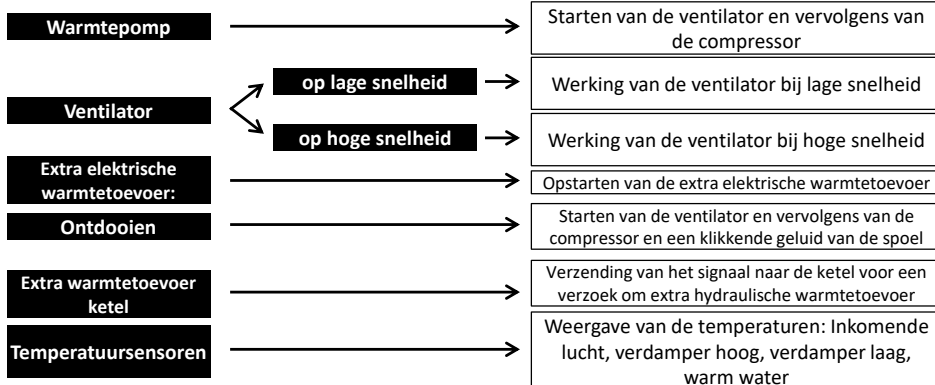 Warmtepomp
Starten van de ventilator en vervolgens van
de compressor
Ventilator
op lage snelheid
Werking van de ventilator bij lage snelheid
op hoge snelheid
Werking van de ventilator bij hoge snelheid
Extra elektrische
warmtetoevoer:
Opstarten van de extra elektrische warmtetoevoer
Ontdooien
Starten van de ventilator en vervolgens van de
compressor en een klikkende geluid van de spoel
Extra warmtetoevoer
ketel
Verzending van het signaal naar de ketel voor een
verzoek om extra hydraulische warmtetoevoer
Temperatuursensoren
Weergave van de temperaturen: Inkomende
lucht, verdamper hoog, verdamper laag,
warm water